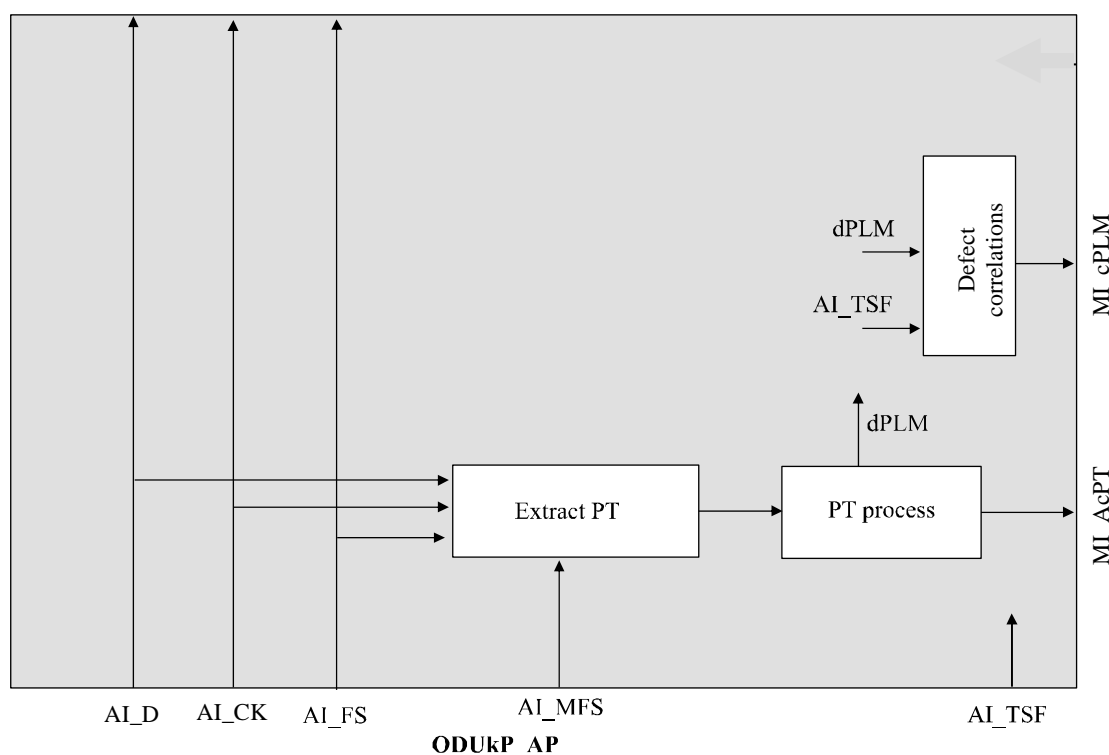 dPLM
AI_TSF
Defect
correlations
MI_cPLM
dPLM
Extract PT
PT process
MI_AcPT
AI_D
AI_CK
AI_FS
AI_MFS
AI_TSF
ODUkP_AP